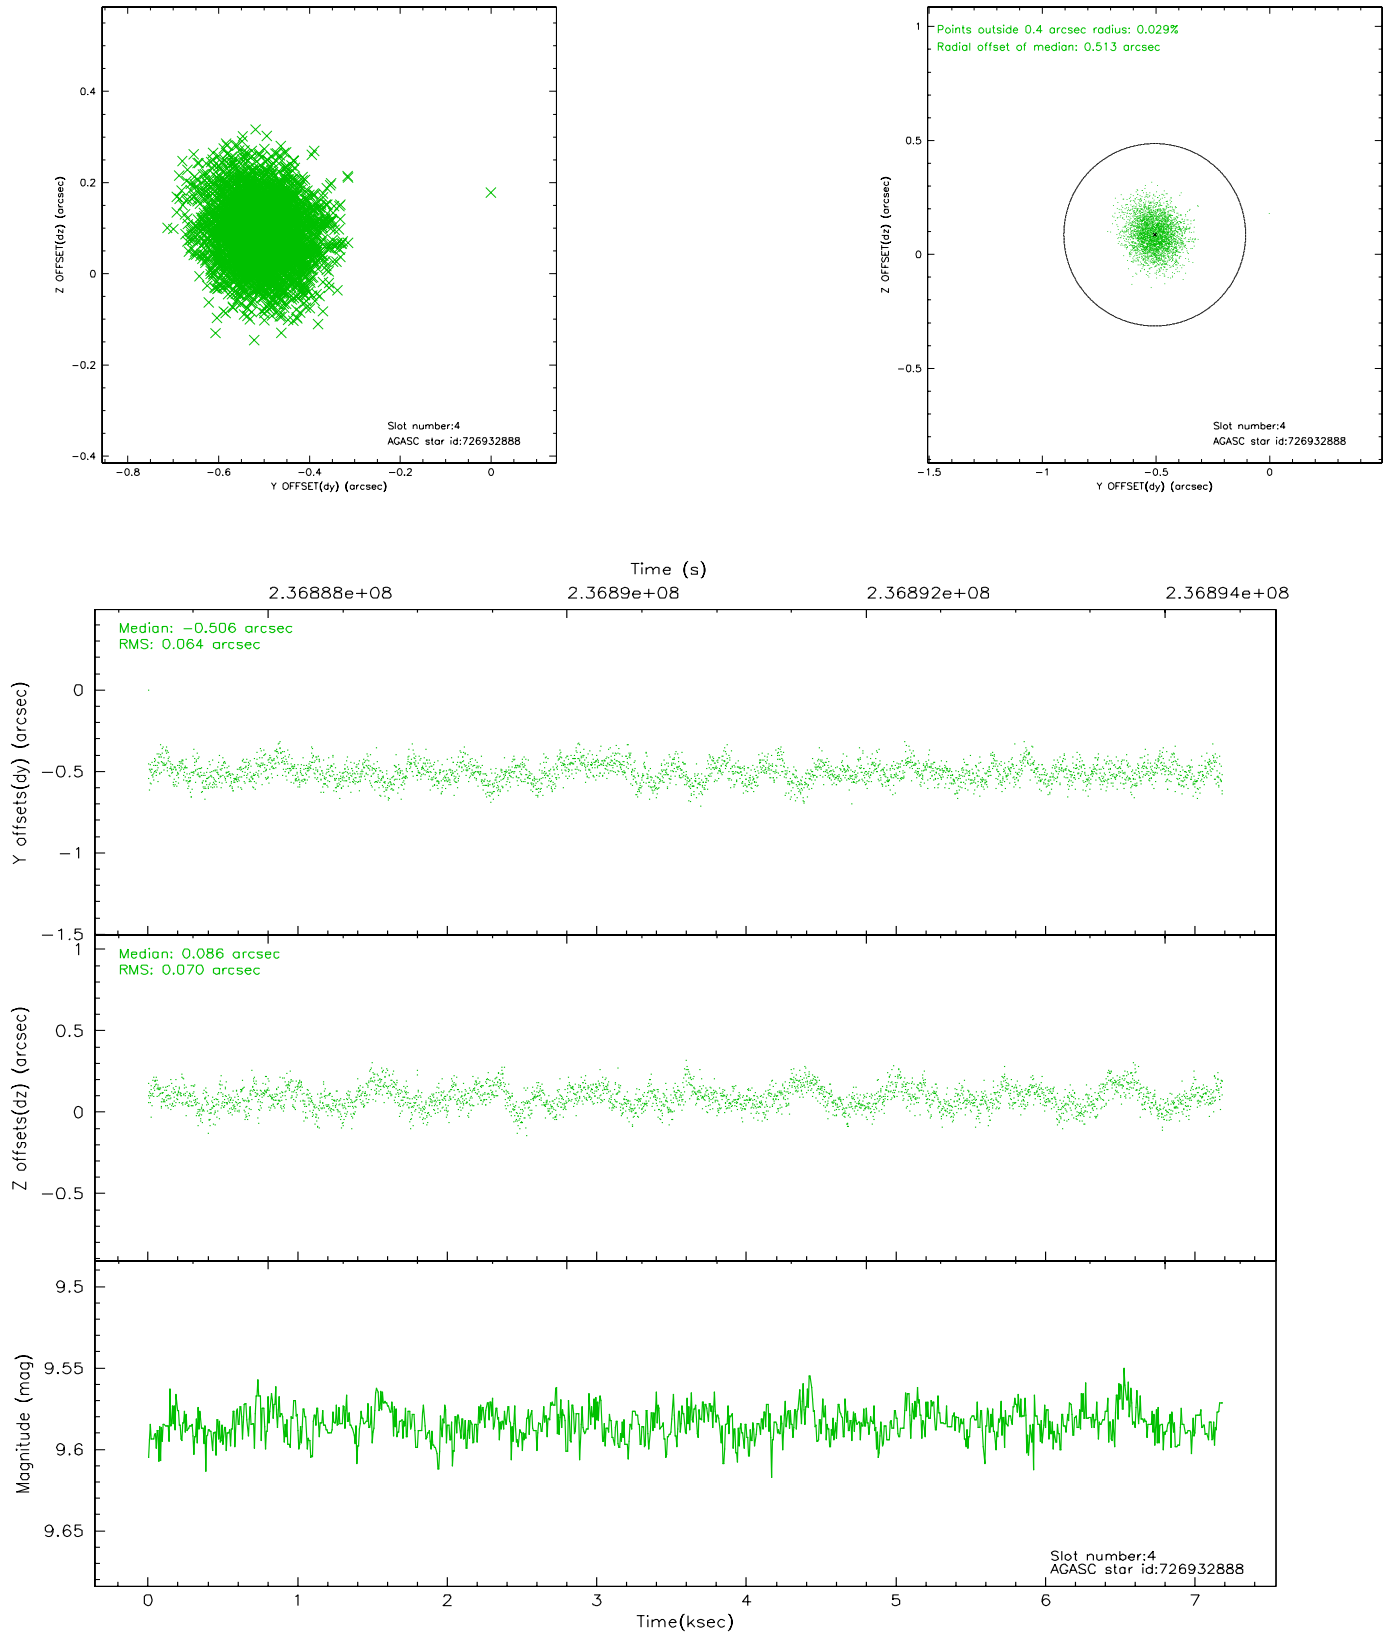 0.4
0.2
0
−0.2
−0.4
Z OFFSET(dz) (arcsec)
Slot number:4
AGASC star id:726932888
−0.8
−0.6
−0.4
−0.2
0
Y OFFSET(dy) (arcsec)
Points outside 0.4 arcsec radius: 0.029%
Radial offset of median: 0.513 arcsec
1
0.5
0
−0.5
Z OFFSET(dz) (arcsec)
Slot number:4
AGASC star id:726932888
−1.5
−1
−0.5
0
Y OFFSET(dy) (arcsec)
Time (s)
2.36888e+08
2.3689e+08
2.36892e+08
2.36894e+08
Median: −0.506 arcsec
RMS: 0.064 arcsec
0
−0.5
−1
−1.5
Y offsets(dy) (arcsec)
Median: 0.086 arcsec
RMS: 0.070 arcsec
1
0.5
0
−0.5
Z offsets(dz) (arcsec)
9.5
9.55
9.6
9.65
Magnitude (mag)
Slot number:4
AGASC star id:726932888
0
1
2
3
4
5
6
7
Time(ksec)